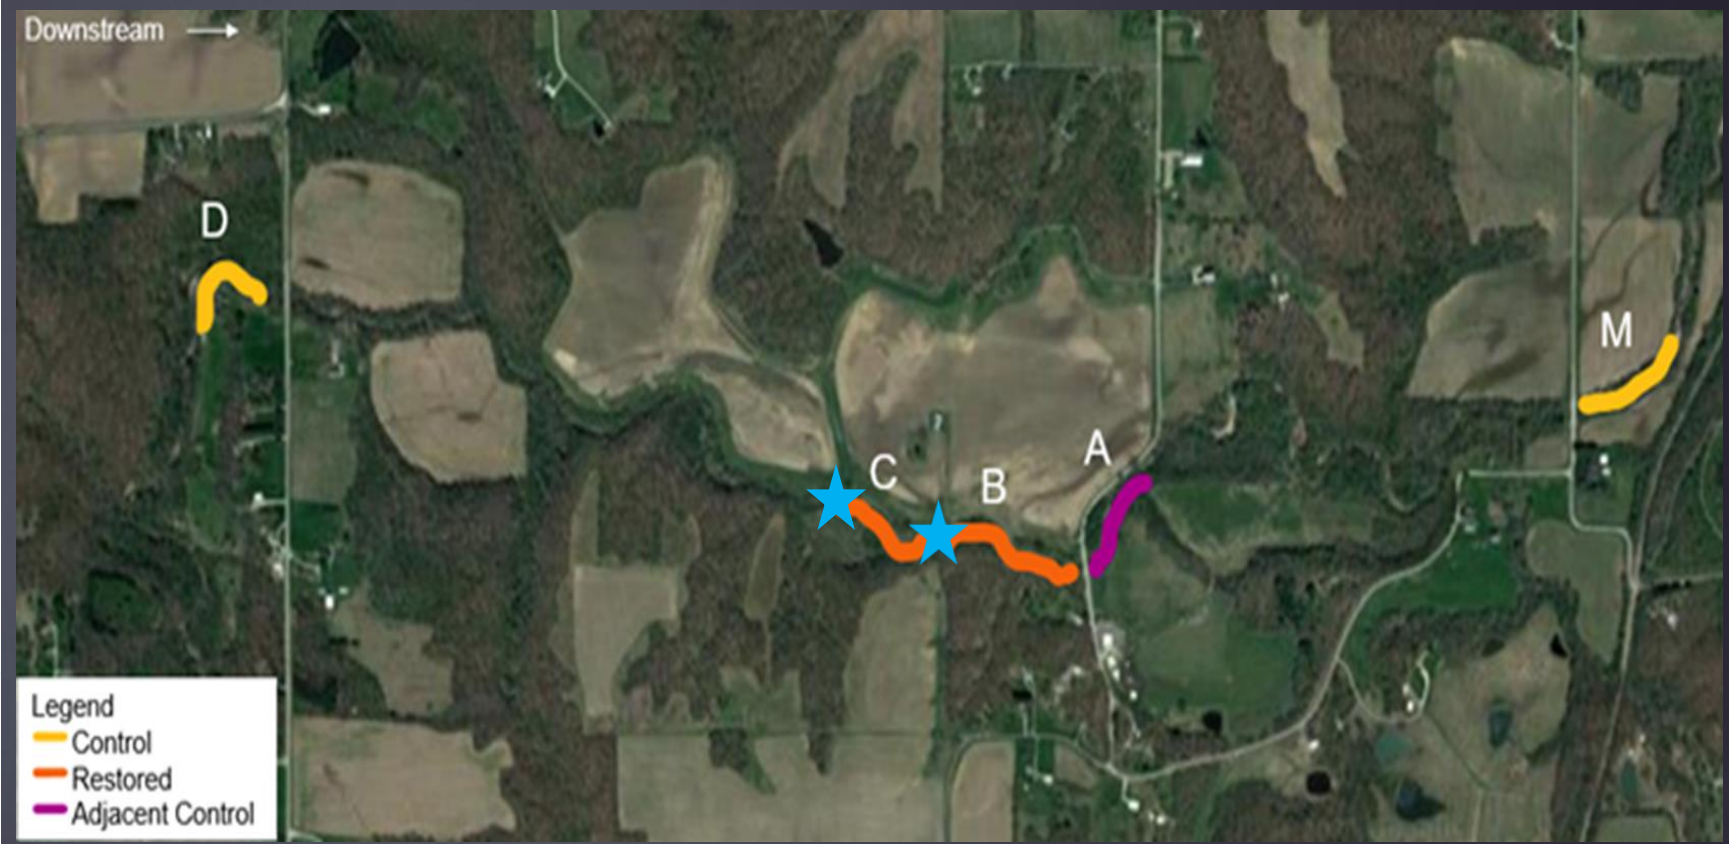 Downstream
D
M
A
C
B
Legend
Control
Restored
Adjacent Control